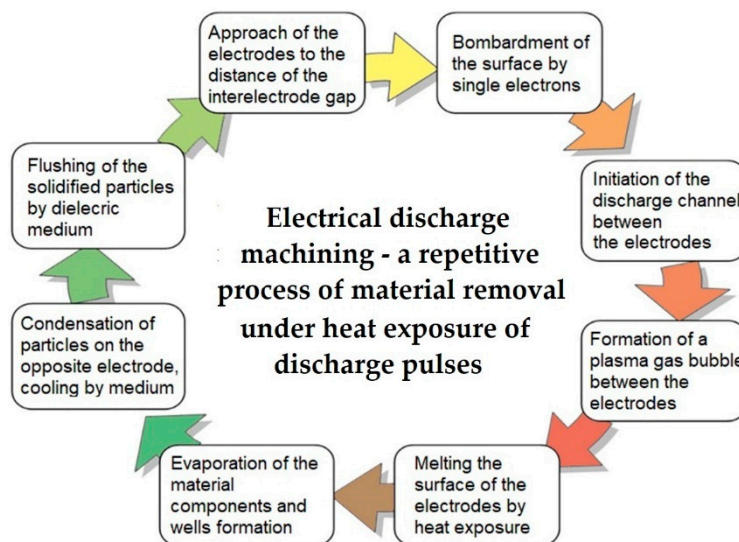 Approach of the
electrodes to the
distance of the
interelectrode gap
Bombardment of
the surface by
single electrons
Initiation of the
discharge channel
between
the electrodes
Formation of a
plasma gas bubble
between the
electrodes
Melting the
surface of the
electrodes by
heat exposure
Evaporation of the
material
components and
wells formation
Condensation of
particles on the
opposite electrode,
cooling by medium
Flushing of the
solidified particles
by dielecric
medium
Electrical discharge
machining - a repetitive
process of material removal
under heat exposure of
discharge pulses